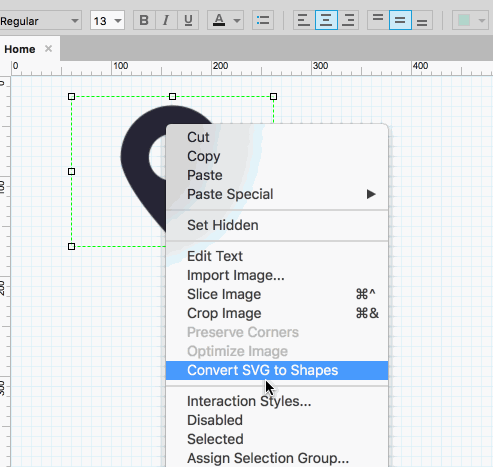 Regular 13 B I U A
Home ×
0 100 200 300 400
0
100
200
300
Cut
Copy
Paste
Paste Special ▶
Set Hidden
Edit Text
Import Image...
Slice Image ⌘^
Crop Image ⌘&
Preserve Corners
Optimize Image
Convert SVG to Shapes
Interaction Styles...
Disabled
Selected
Assign Selection Group...